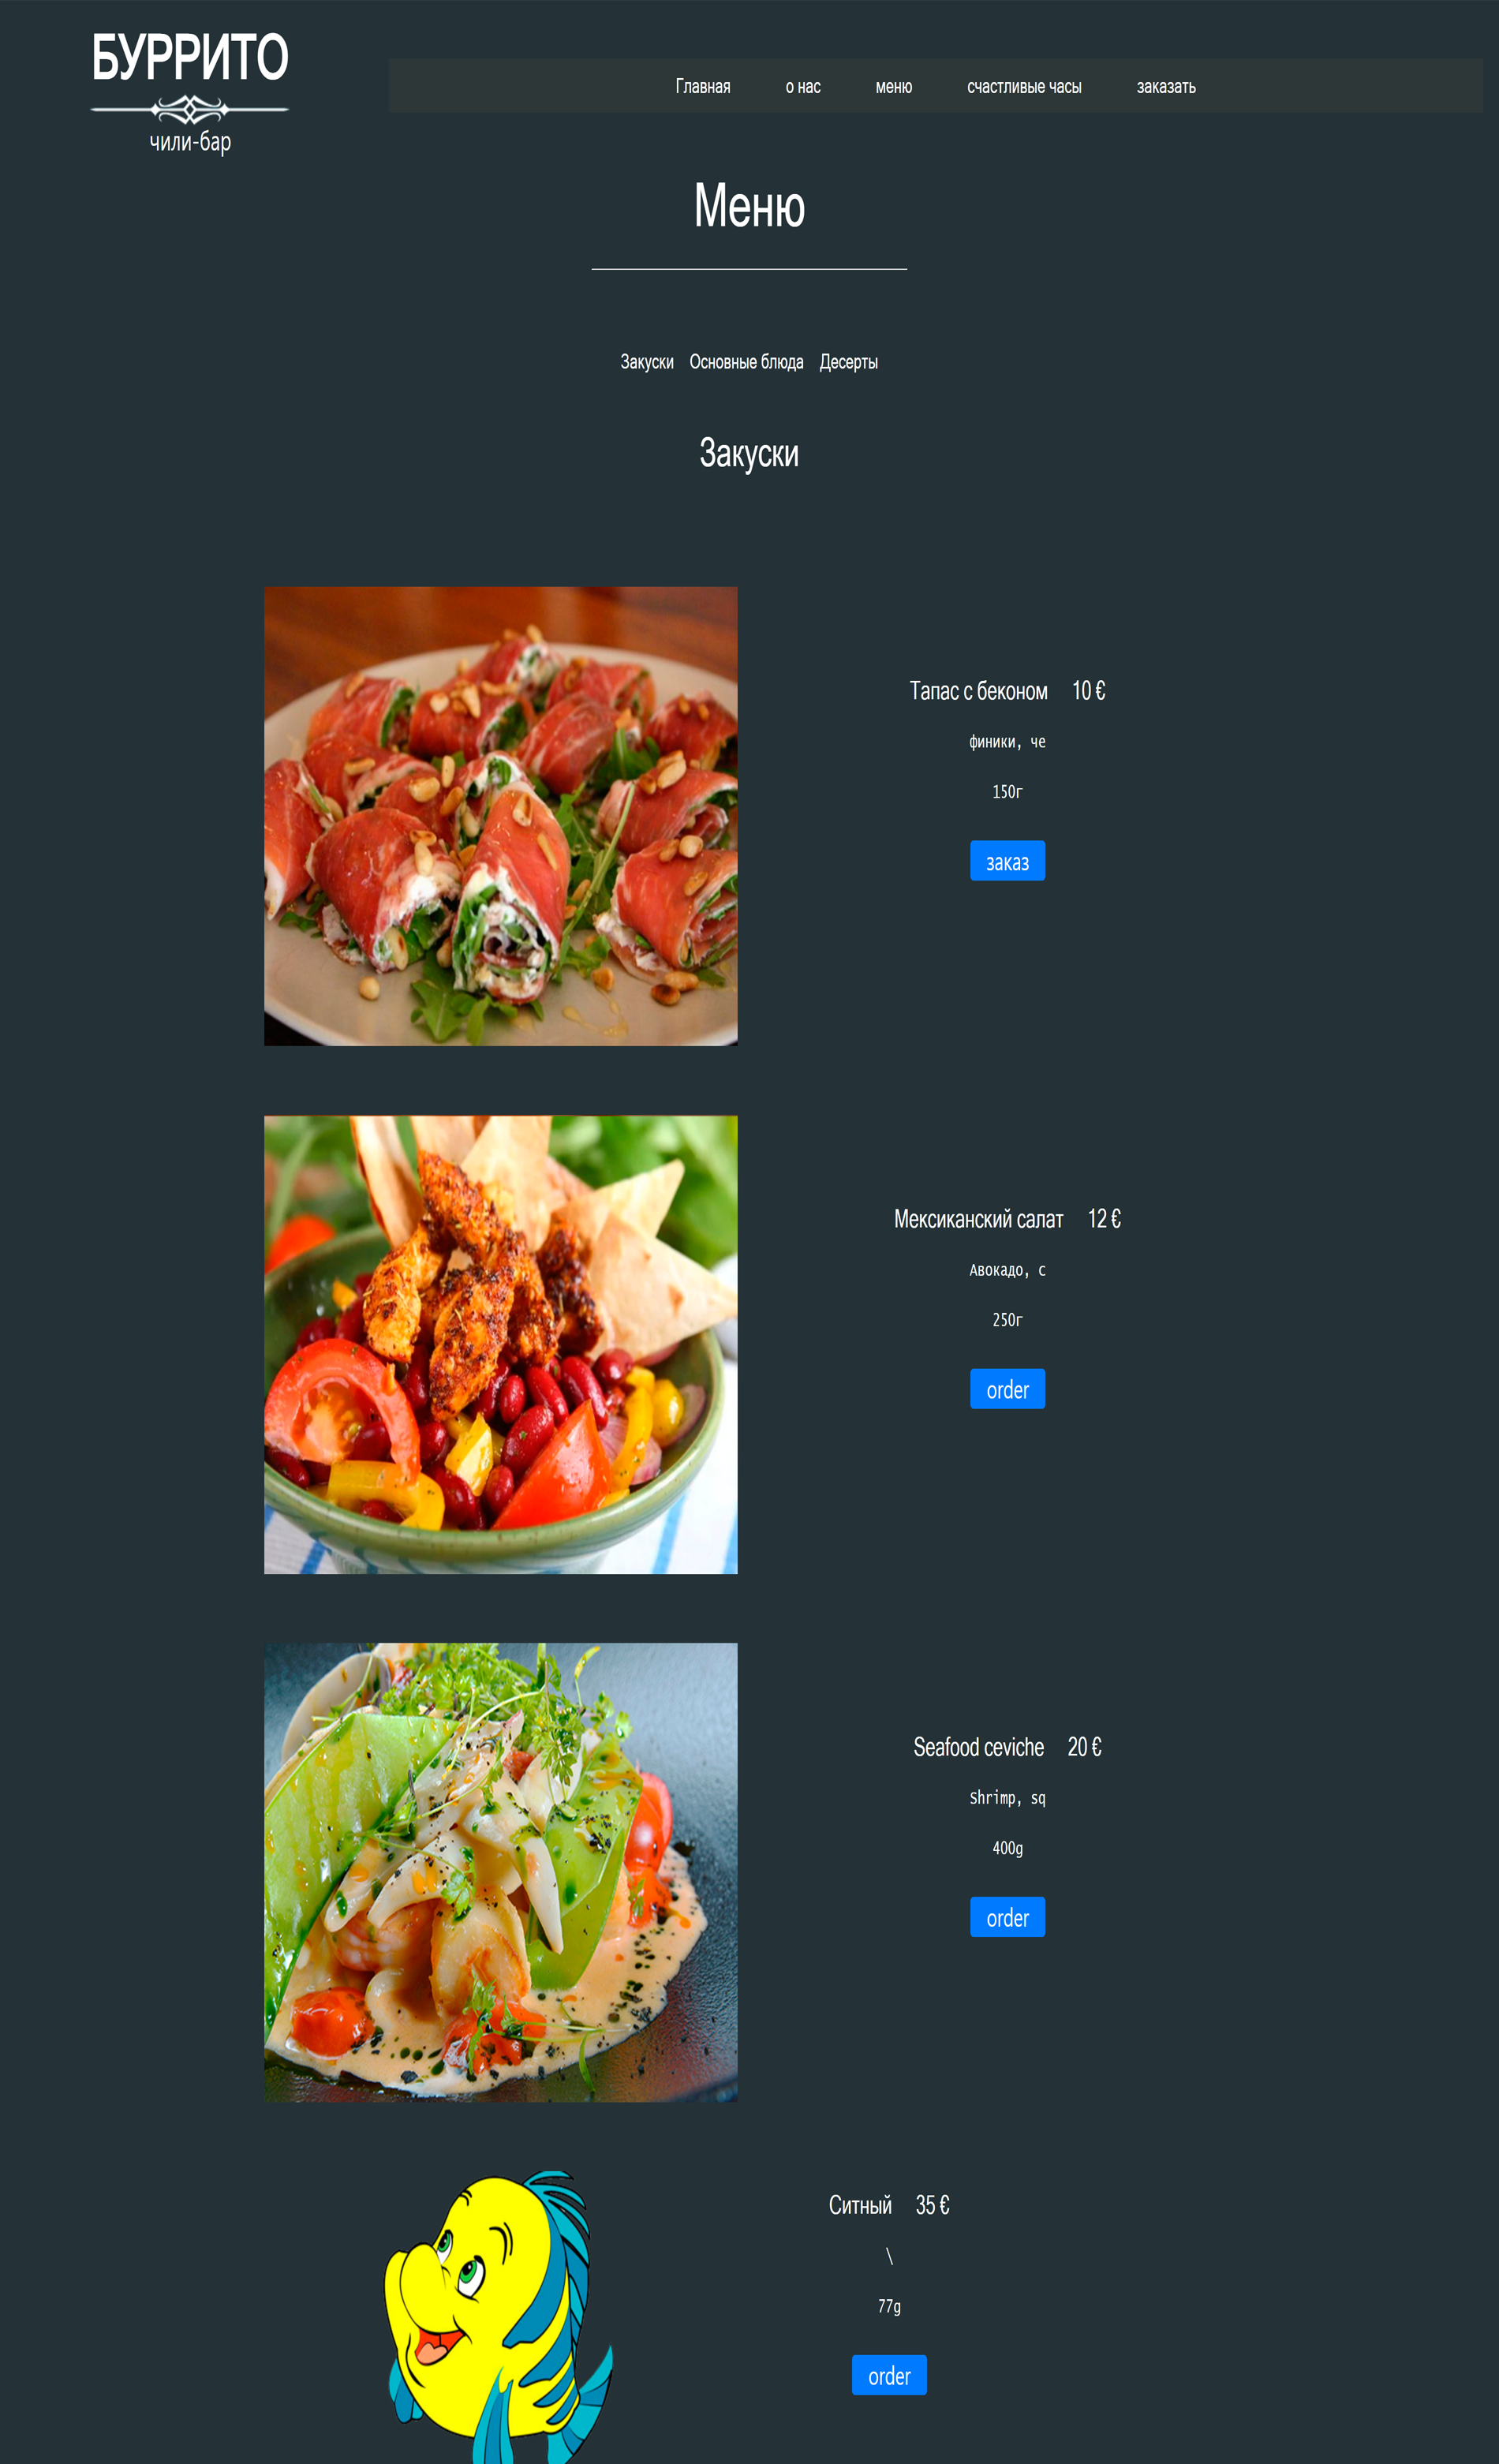 БУРРИТО
чили-бар
Главная о нас меню счастливые часы заказать
Меню
Закуски Основные блюда Десерты
Закуски
Тапас с беконом 10 €
финики, че
150г
заказ
Мексиканский салат 12 €
Авокадо, с
250г
order
Seafood ceviche 20 €
Shrimp, sq
400g
order
Ситный 35 €
\
77g
order